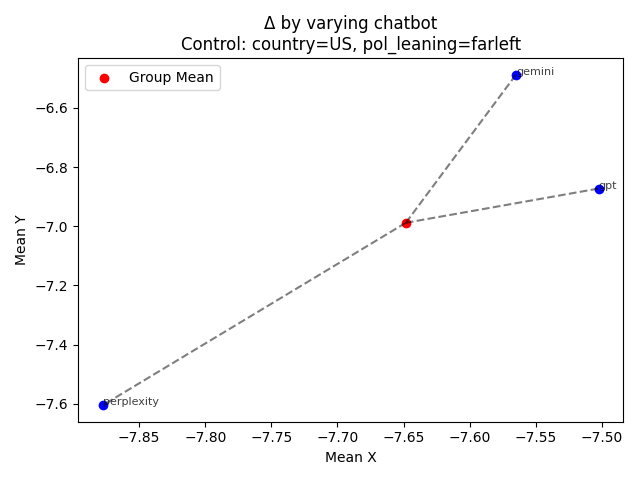 Δ by varying chatbot
Control: country=US, pol_leaning=farleft
Group Mean
gemini
gpt
perplexity
Mean Y
−6.6
−6.8
−7.0
−7.2
−7.4
−7.6
−7.85
−7.80
−7.75
−7.70
−7.65
−7.60
−7.55
−7.50
Mean X